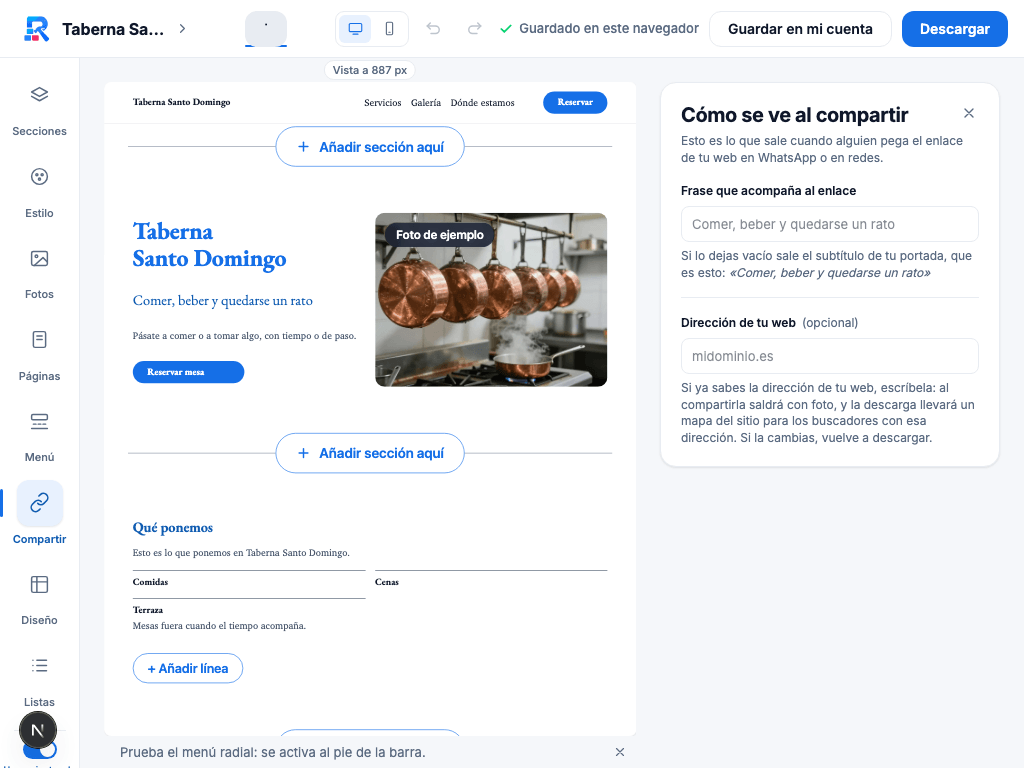 Taberna Sa...
Guardado en este navegador
Guardar en mi cuenta
Descargar
Vista a 887 px
Secciones
Estilo
Fotos
Páginas
Menú
Compartir
Diseño
Listas
N
Taberna Santo Domingo
Servicios
Galería
Dónde estamos
Reservar
+ Añadir sección aquí
Taberna
Santo Domingo
Comer, beber y quedarse un rato
Pásate a comer o a tomar algo, con tiempo o de paso.
Reservar mesa
Foto de ejemplo
+ Añadir sección aquí
Qué ponemos
Esto es lo que ponemos en Taberna Santo Domingo.
Comidas
Cenas
Terraza
Mesas fuera cuando el tiempo acompaña.
+ Añadir línea
Prueba el menú radial: se activa al pie de la barra.
Cómo se ve al compartir
Esto es lo que sale cuando alguien pega el enlace
de tu web en WhatsApp o en redes.
Frase que acompaña al enlace
Comer, beber y quedarse un rato
Si lo dejas vacío sale el subtítulo de tu portada, que
es esto: «Comer, beber y quedarse un rato»
Dirección de tu web (opcional)
midominio.es
Si ya sabes la dirección de tu web, escríbela: al
compartirla saldrá con foto, y la descarga llevará un
mapa del sitio para los buscadores con esa
dirección. Si la cambias, vuelve a descargar.